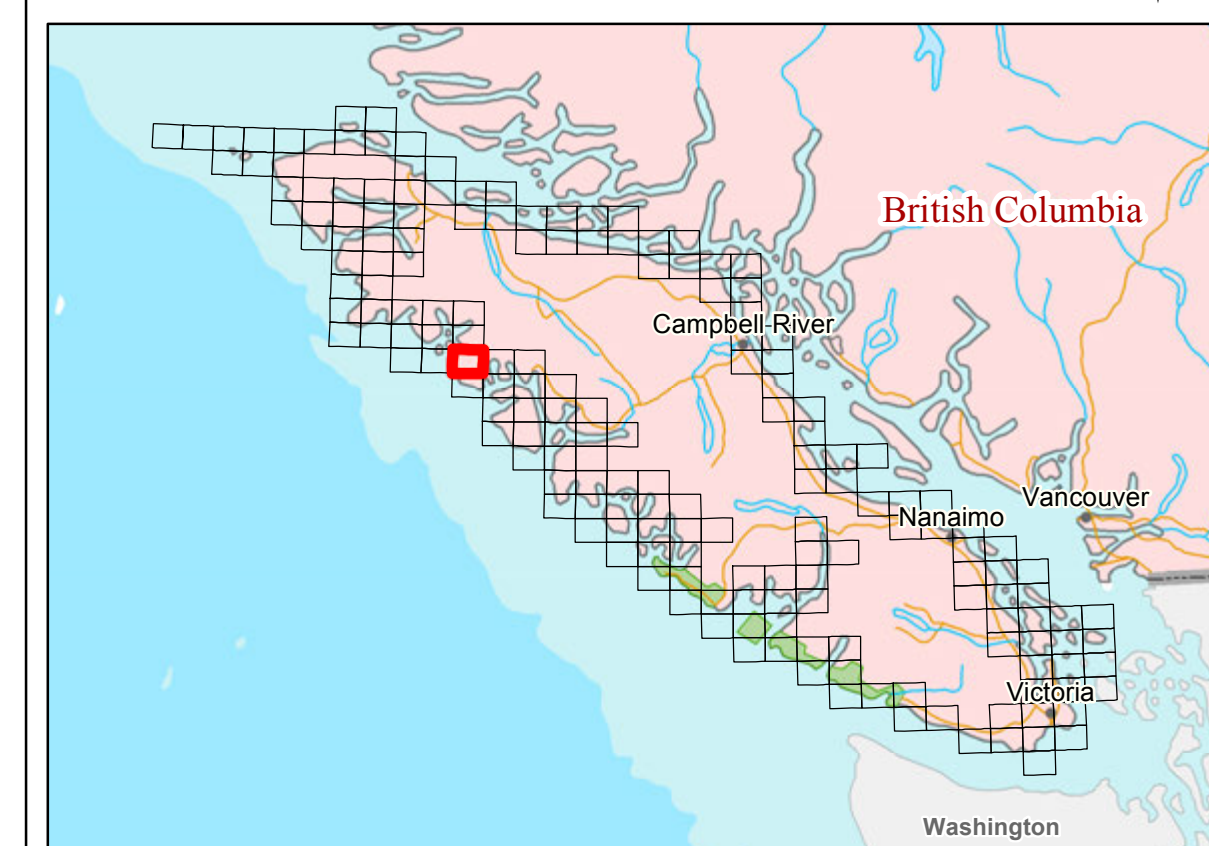 British Columbia
Campbell River
Vancouver
Nanaimo
Victoria
Washington